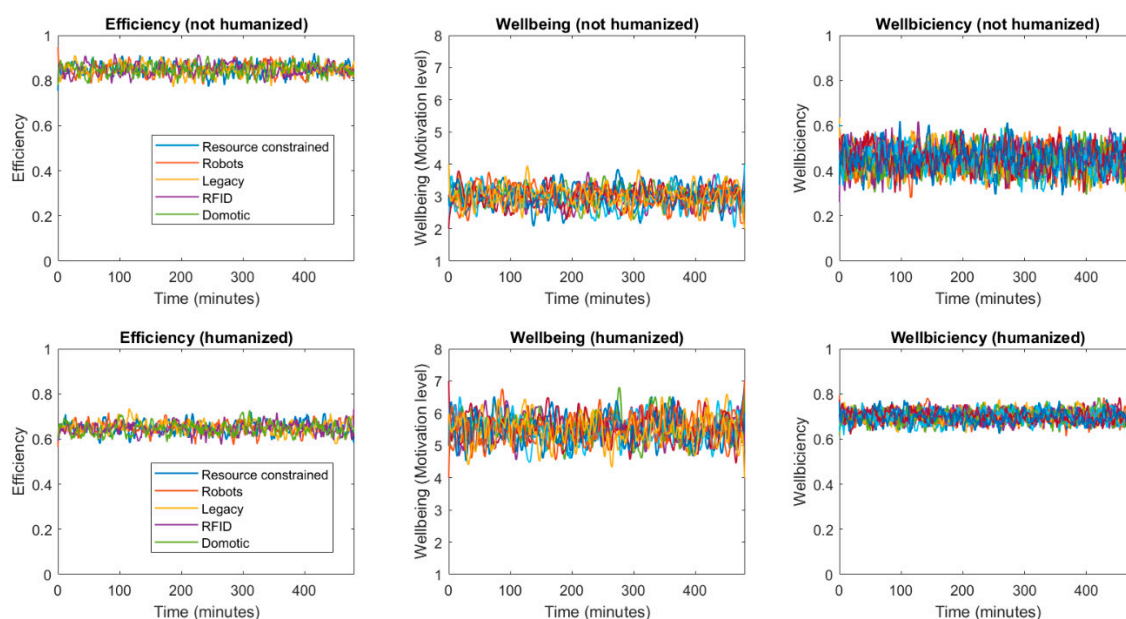 Efficiency (not humanized)
1
0.8
0.6
0.4
0.2
0
Efficiency
Resource constrained
Robots
Legacy
RFID
Domotic
0 100 200 300 400
Time (minutes)
Wellbeing (not humanized)
8
7
6
5
4
3
2
1
Wellbeing (Motivation level)
0 100 200 300 400
Time (minutes)
Wellbiciency (not humanized)
1
0.8
0.6
0.4
0.2
0
Wellbiciency
0 100 200 300 400
Time (minutes)
Efficiency (humanized)
1
0.8
0.6
0.4
0.2
0
Efficiency
Resource constrained
Robots
Legacy
RFID
Domotic
0 100 200 300 400
Time (minutes)
Wellbeing (humanized)
8
7
6
5
4
3
2
1
Wellbeing (Motivation level)
0 100 200 300 400
Time (minutes)
Wellbiciency (humanized)
1
0.8
0.6
0.4
0.2
0
Wellbiciency
0 100 200 300 400
Time (minutes)